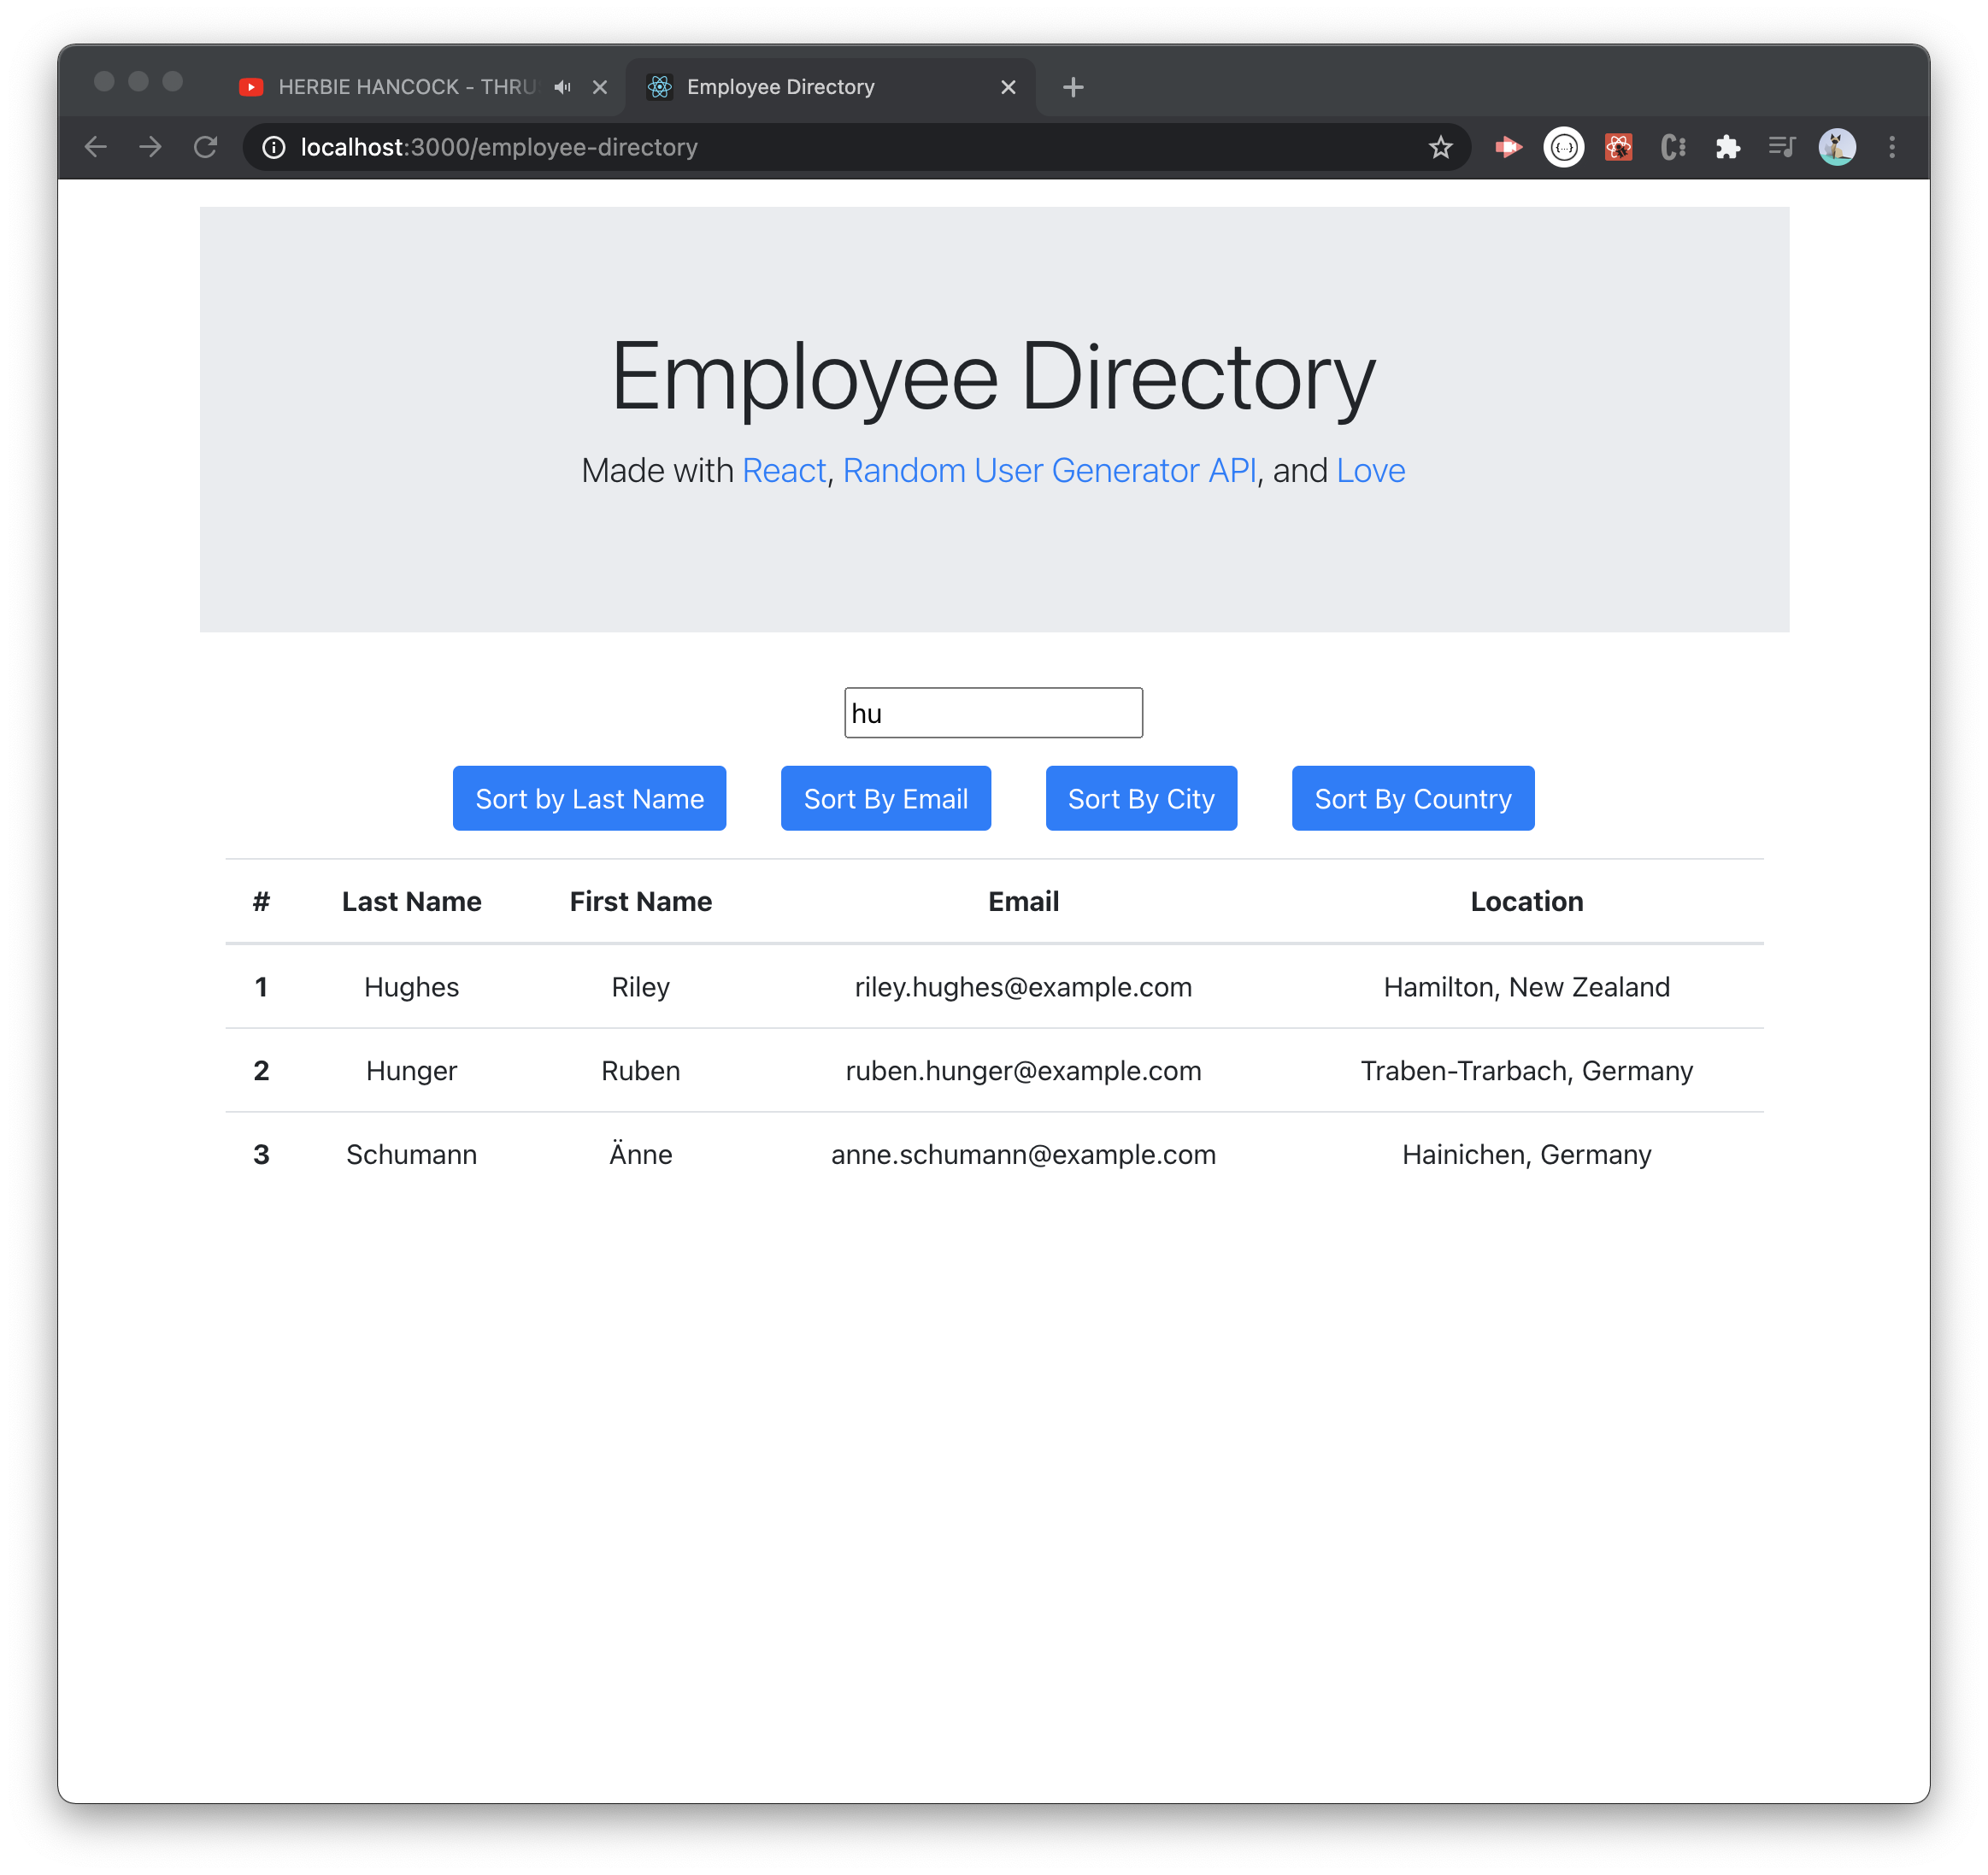 HERBIE HANCOCK - THRU
Employee Directory
localhost:3000/employee-directory
{...}
C:
Employee Directory
Made with React, Random User Generator API, and Love
hu
Sort by Last Name Sort By Email Sort By City Sort By Country
# Last Name First Name Email Location
1 Hughes Riley riley.hughes@example.com Hamilton, New Zealand
2 Hunger Ruben ruben.hunger@example.com Traben-Trarbach, Germany
3 Schumann Änne anne.schumann@example.com Hainichen, Germany